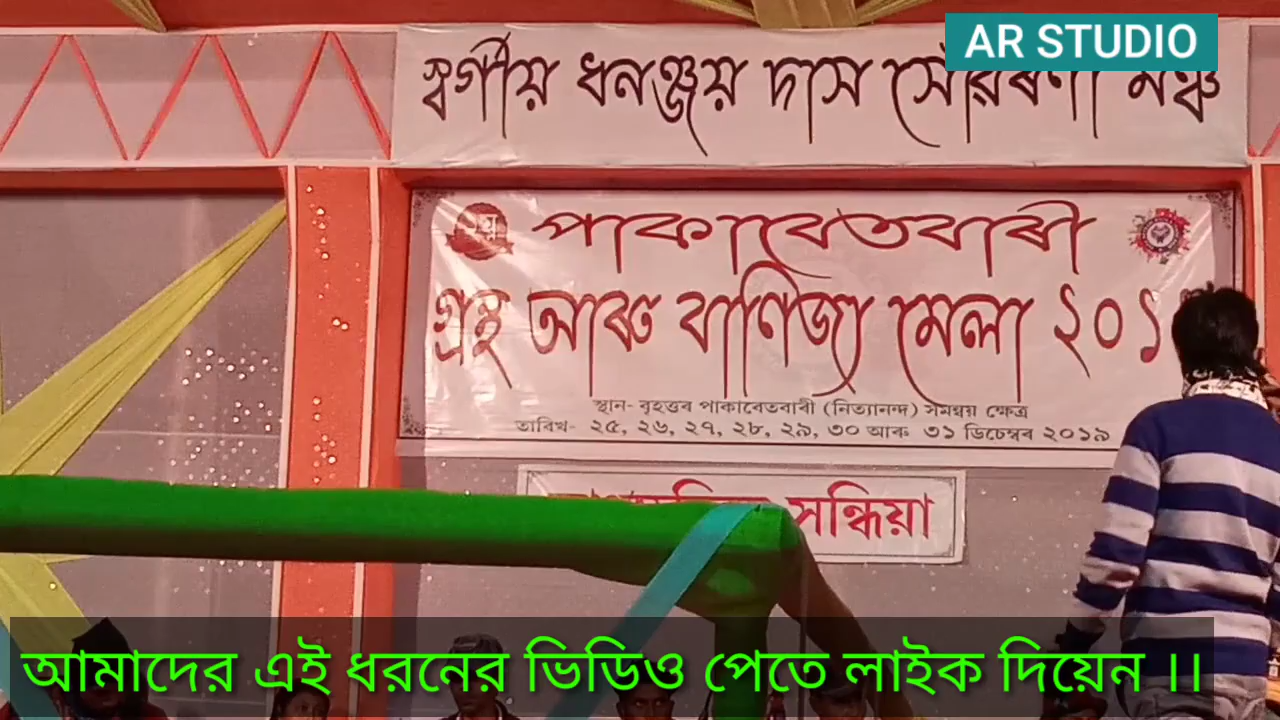 AR STUDIO
স্বৰ্গীয় ধনঞ্জয় দাস সোঁৱৰণী মঞ্চ
পাকাবেতবাৰী
গ্ৰন্থ আৰু বাণিজ্য মেলা ২০১
স্থান- বৃহত্তৰ পাকাবেতবাৰী (নিত্যানন্দ) সমন্বয় ক্ষেত্ৰ
তাৰিখ- ২৫, ২৬, ২৭, ২৮, ২৯, ৩০ আৰু ৩১ ডিচেম্বৰ ২০১৯
সন্ধিয়া
আমাদের এই ধরনের ভিডিও পেতে লাইক দিয়েন ।।